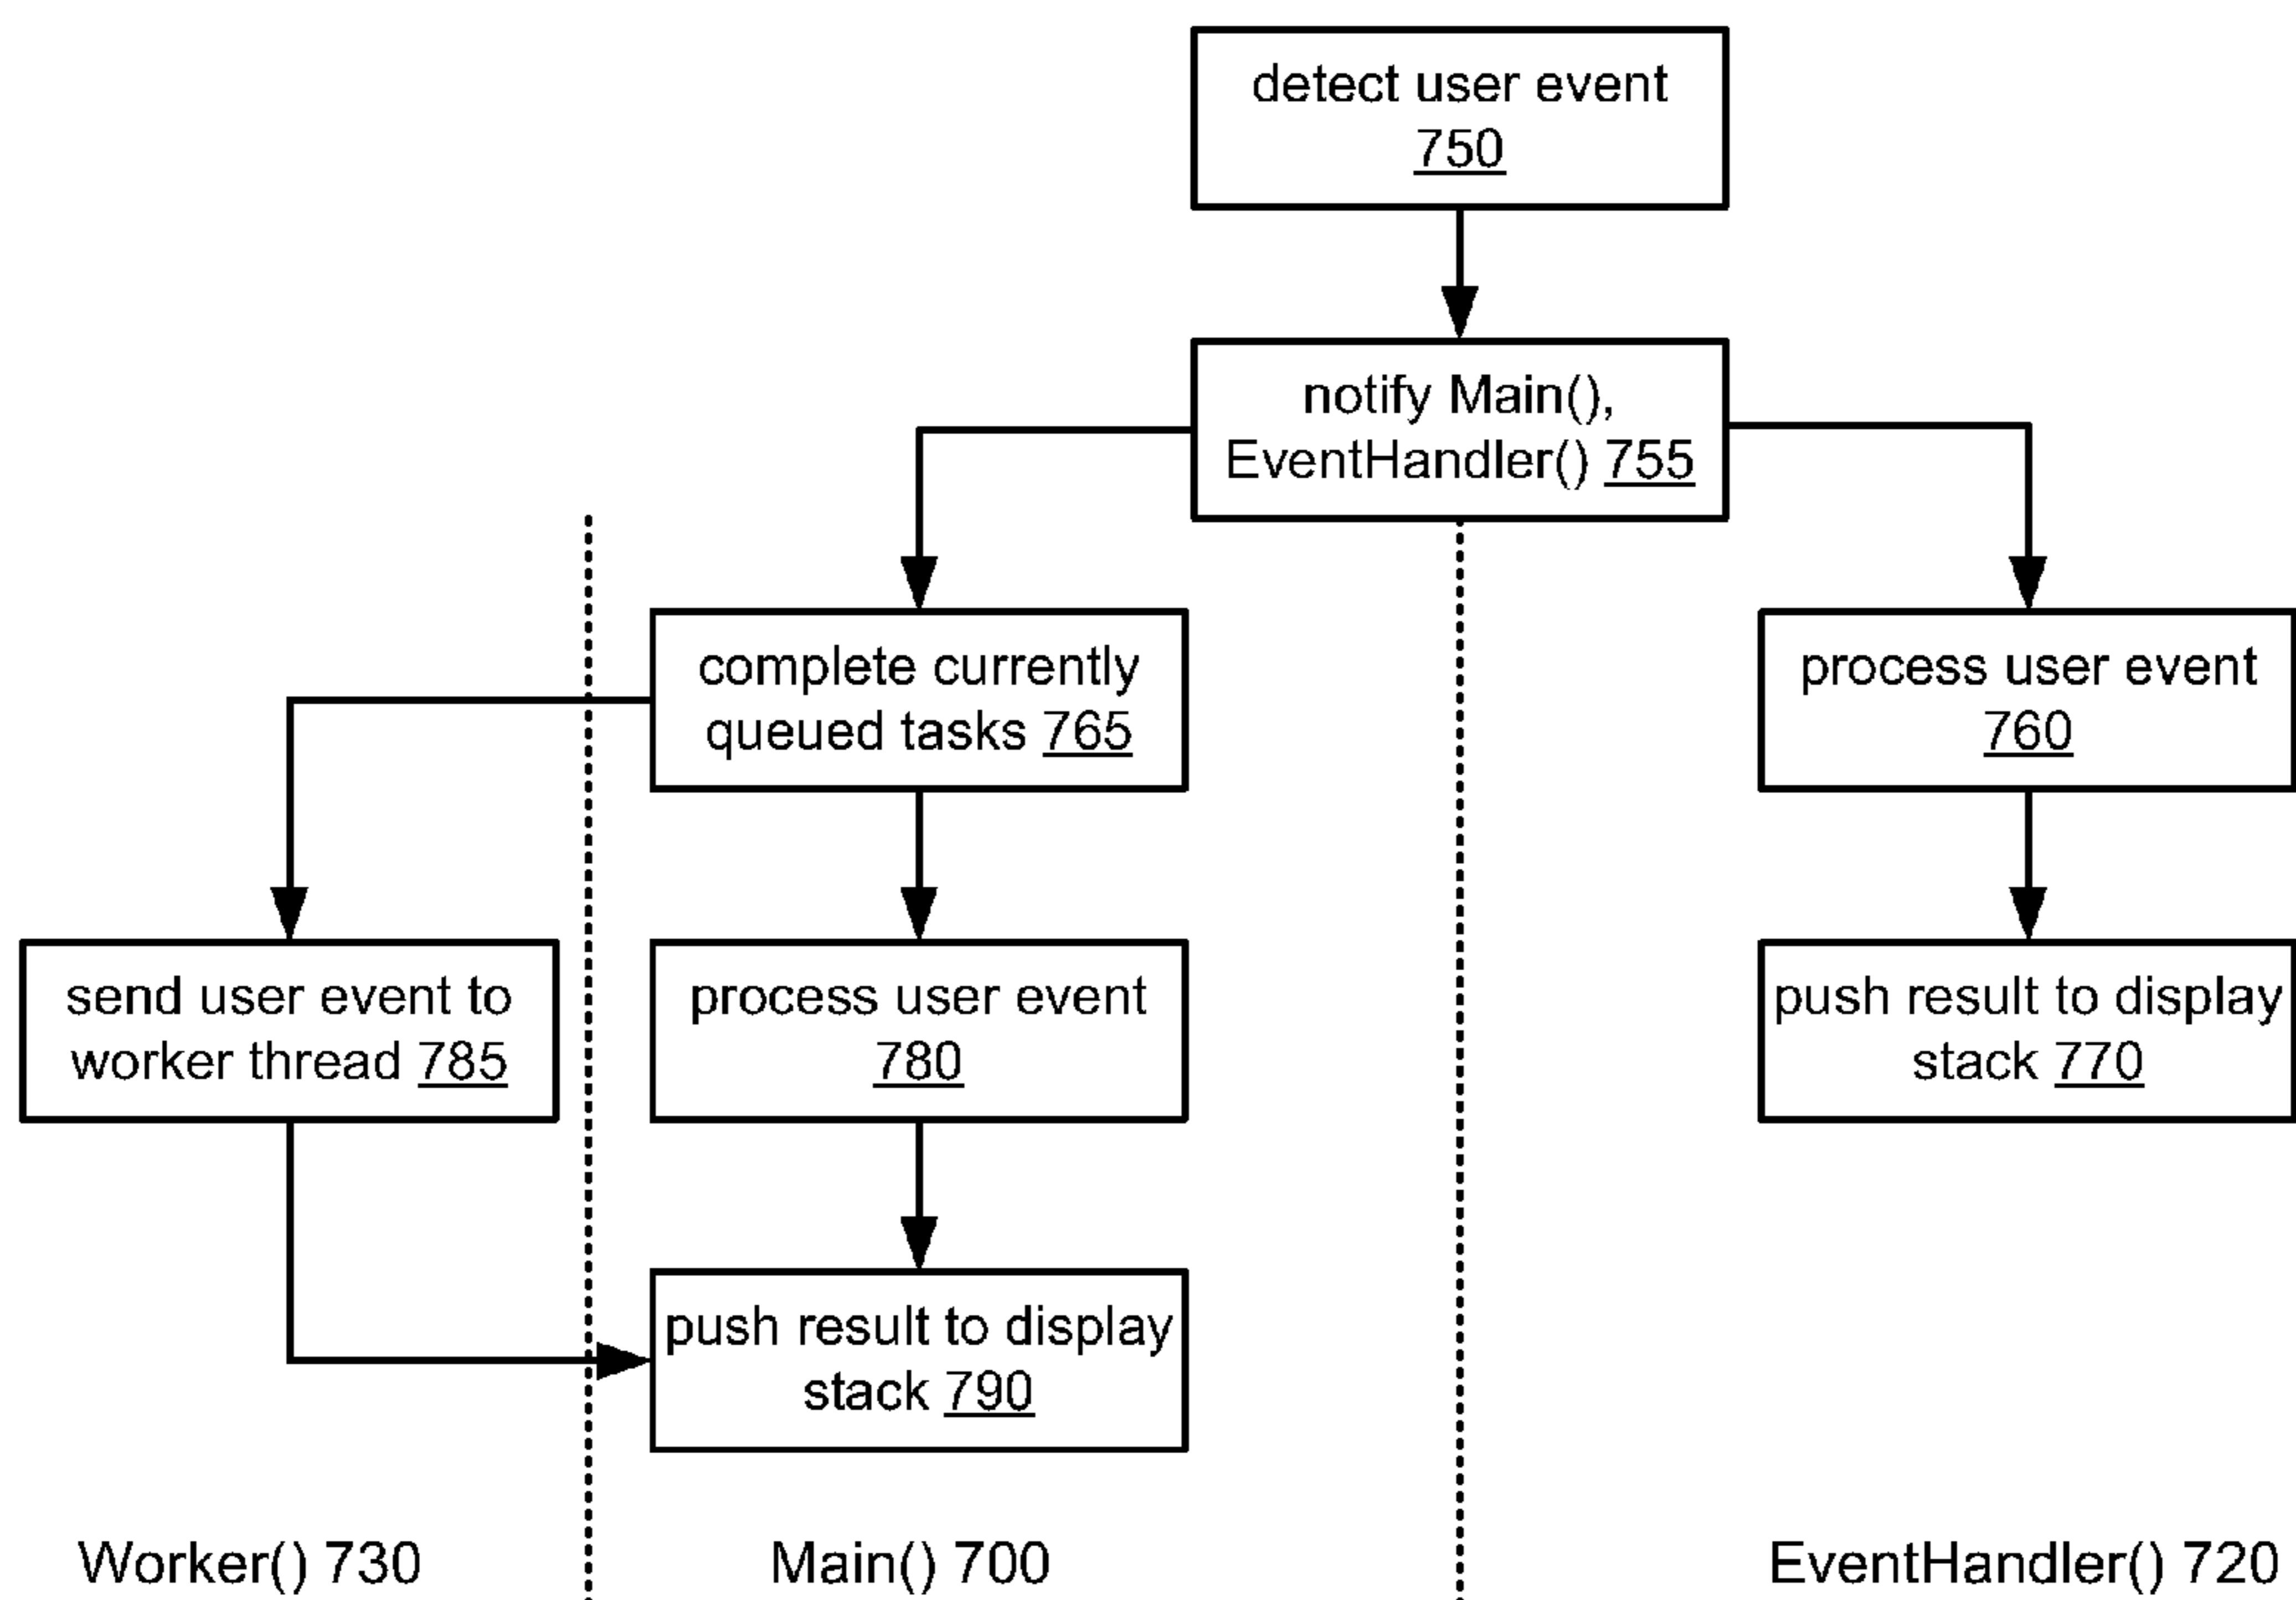 detect user event
750
notify Main(),
EventHandler() 755
complete currently
queued tasks 765
process user event
760
send user event to
worker thread 785
process user event
780
push result to display
stack 770
push result to display
stack 790
Worker() 730
Main() 700
EventHandler() 720